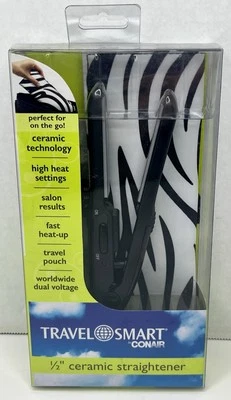 perfect for
on the go!
ceramic
technology
high heat
settings
salon
results
fast
heat-up
travel
pouch
worldwide
dual voltage
TRAVEL SMART
BY CONAIR
1/2" ceramic straightener